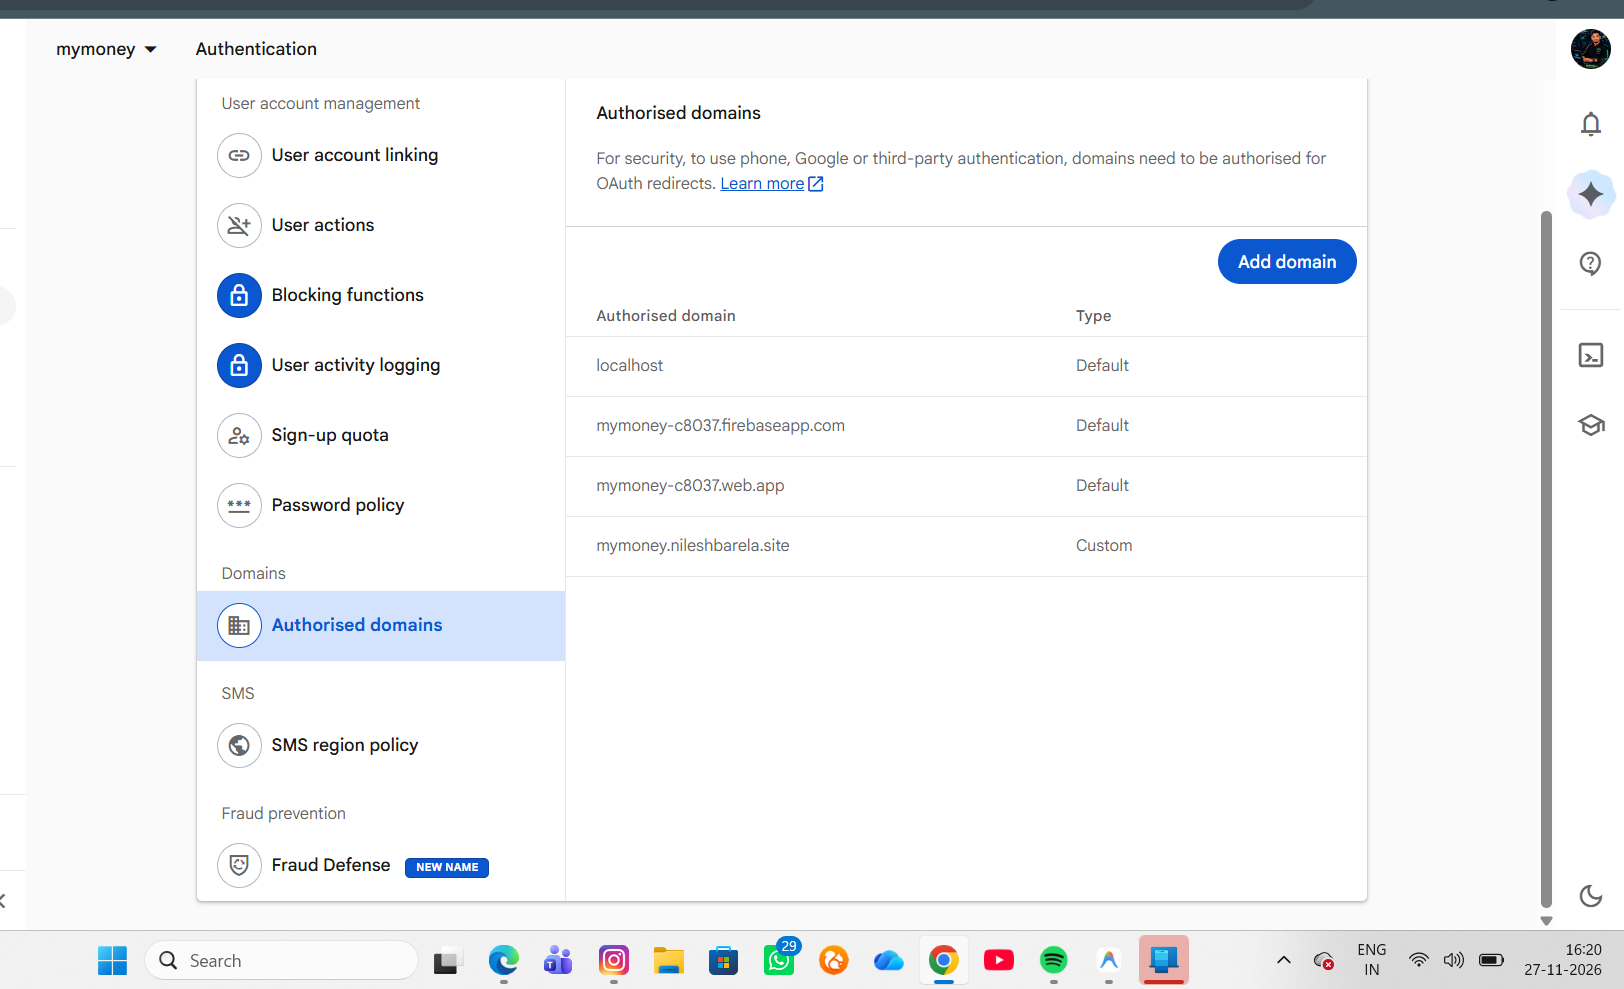 mymoney
Authentication
User account management
User account linking
User actions
Blocking functions
User activity logging
Sign-up quota
Password policy
Domains
Authorised domains
SMS
SMS region policy
Fraud prevention
Fraud Defense NEW NAME
Authorised domains
For security, to use phone, Google or third-party authentication, domains need to be authorised for
OAuth redirects. Learn more
Add domain
Authorised domain Type
localhost Default
mymoney-c8037.firebaseapp.com Default
mymoney-c8037.web.app Default
mymoney.nileshbarela.site Custom
Search
29
ENG
IN
16:20
27-11-2026